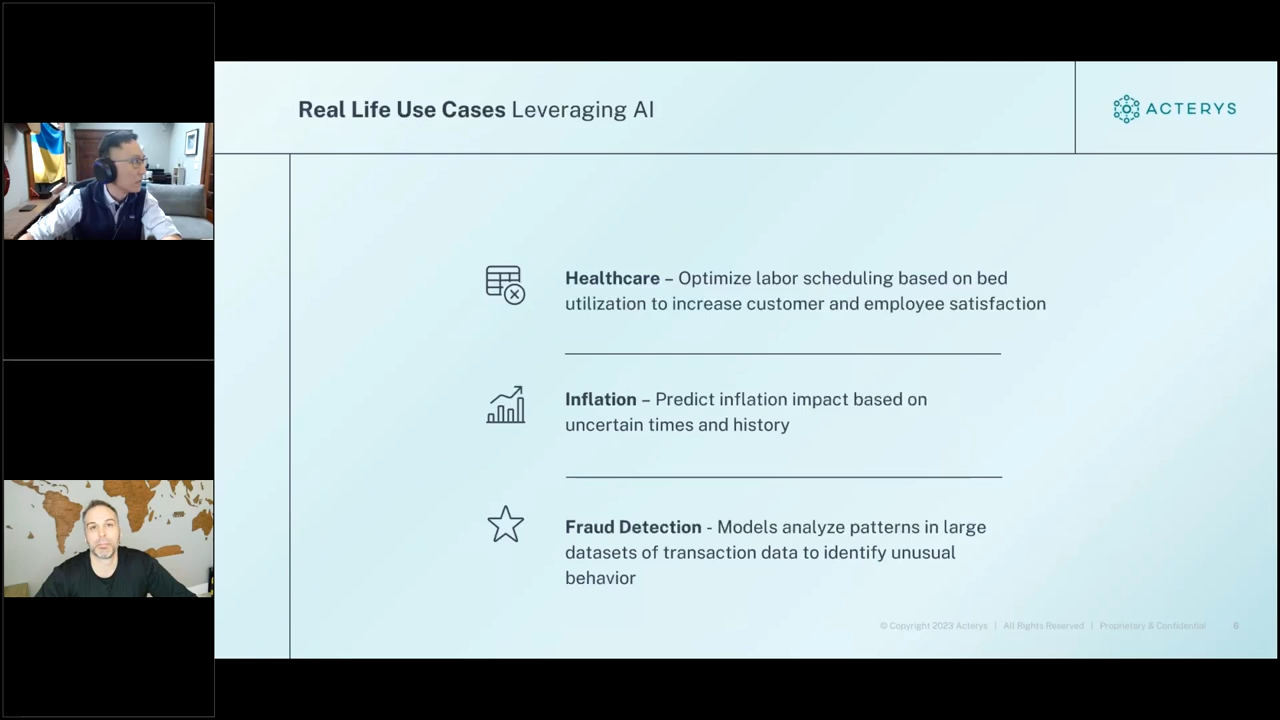 Real Life Use Cases Leveraging AI
ACTERYS
Healthcare – Optimize labor scheduling based on bed
utilization to increase customer and employee satisfaction
Inflation – Predict inflation impact based on
uncertain times and history
Fraud Detection - Models analyze patterns in large
datasets of transaction data to identify unusual
behavior
© Copyright 2023 Acterys | All Rights Reserved | Proprietary & Confidential 6